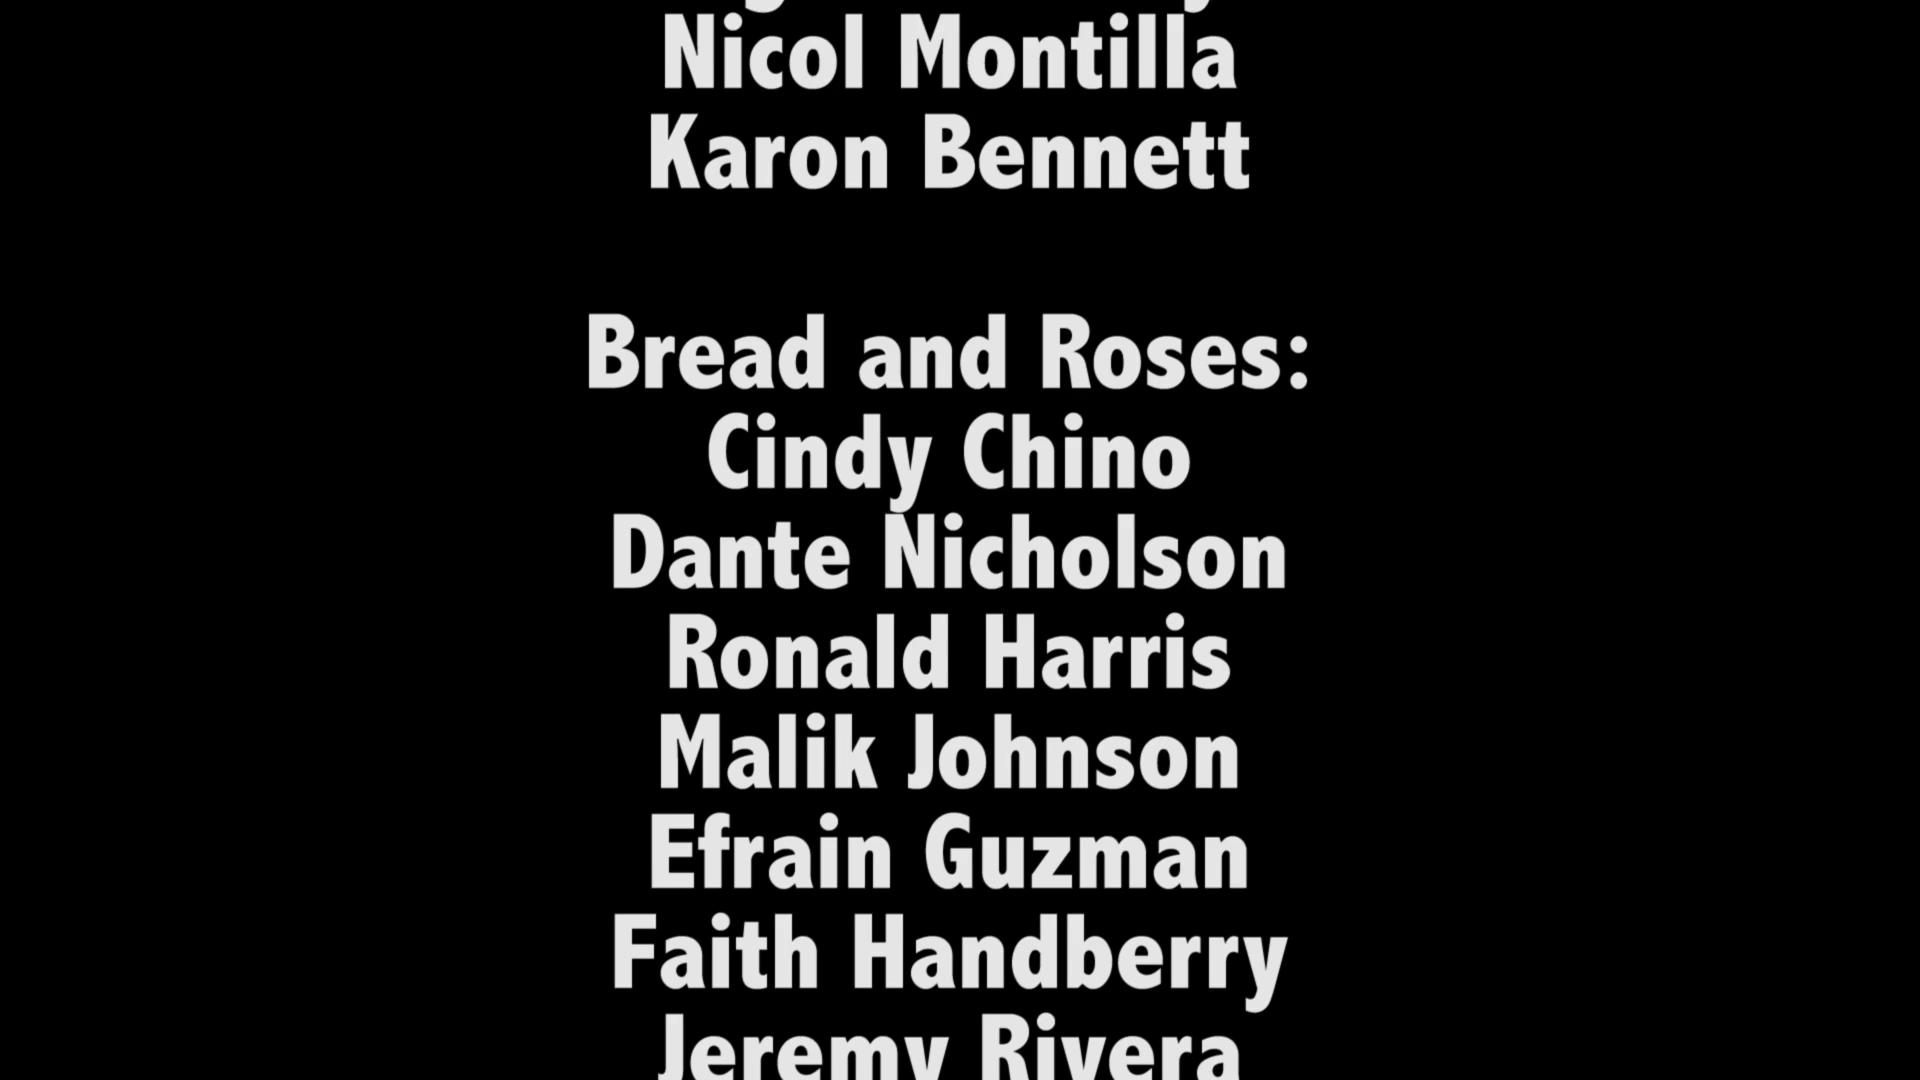 Nicol Montilla
Karon Bennett
Bread and Roses:
Cindy Chino
Dante Nicholson
Ronald Harris
Malik Johnson
Efrain Guzman
Faith Handberry
Jeremy Rivera